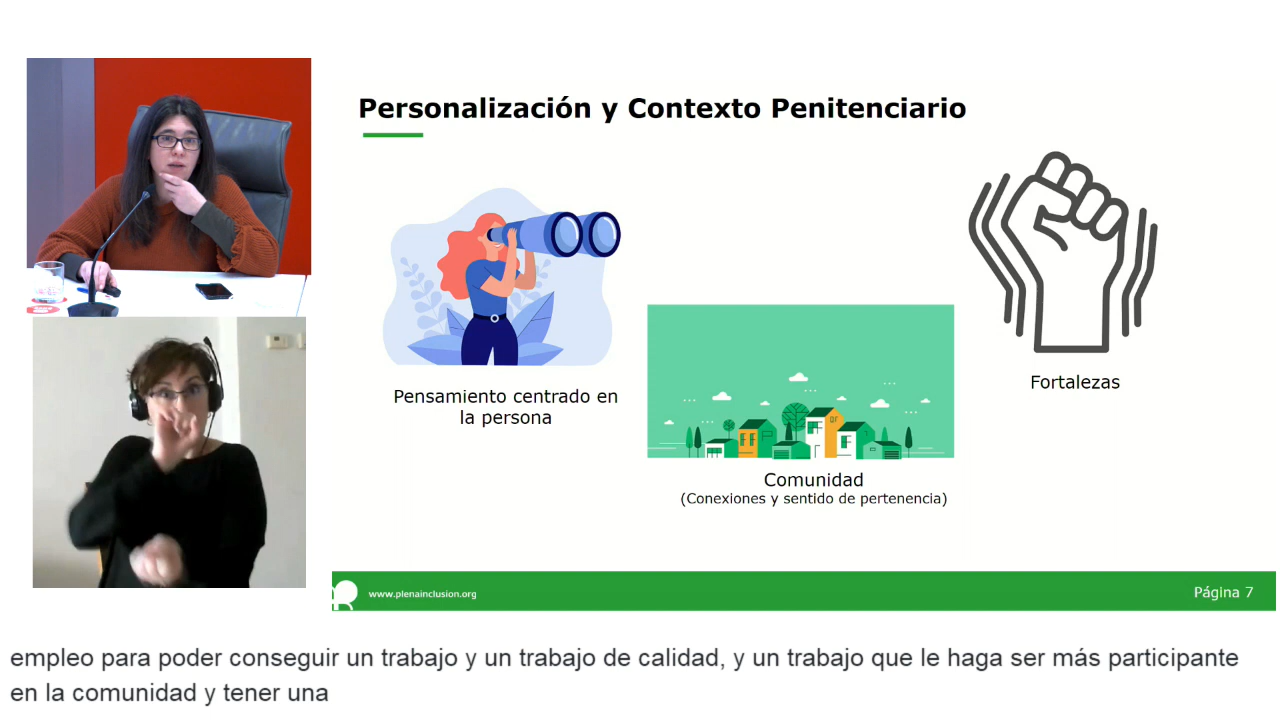 Personalización y Contexto Penitenciario
Pensamiento centrado en
la persona
Comunidad
(Conexiones y sentido de pertenencia)
Fortalezas
www.plenainclusion.org
Página 7
empleo para poder conseguir un trabajo y un trabajo de calidad, y un trabajo que le haga ser más participante
en la comunidad y tener una